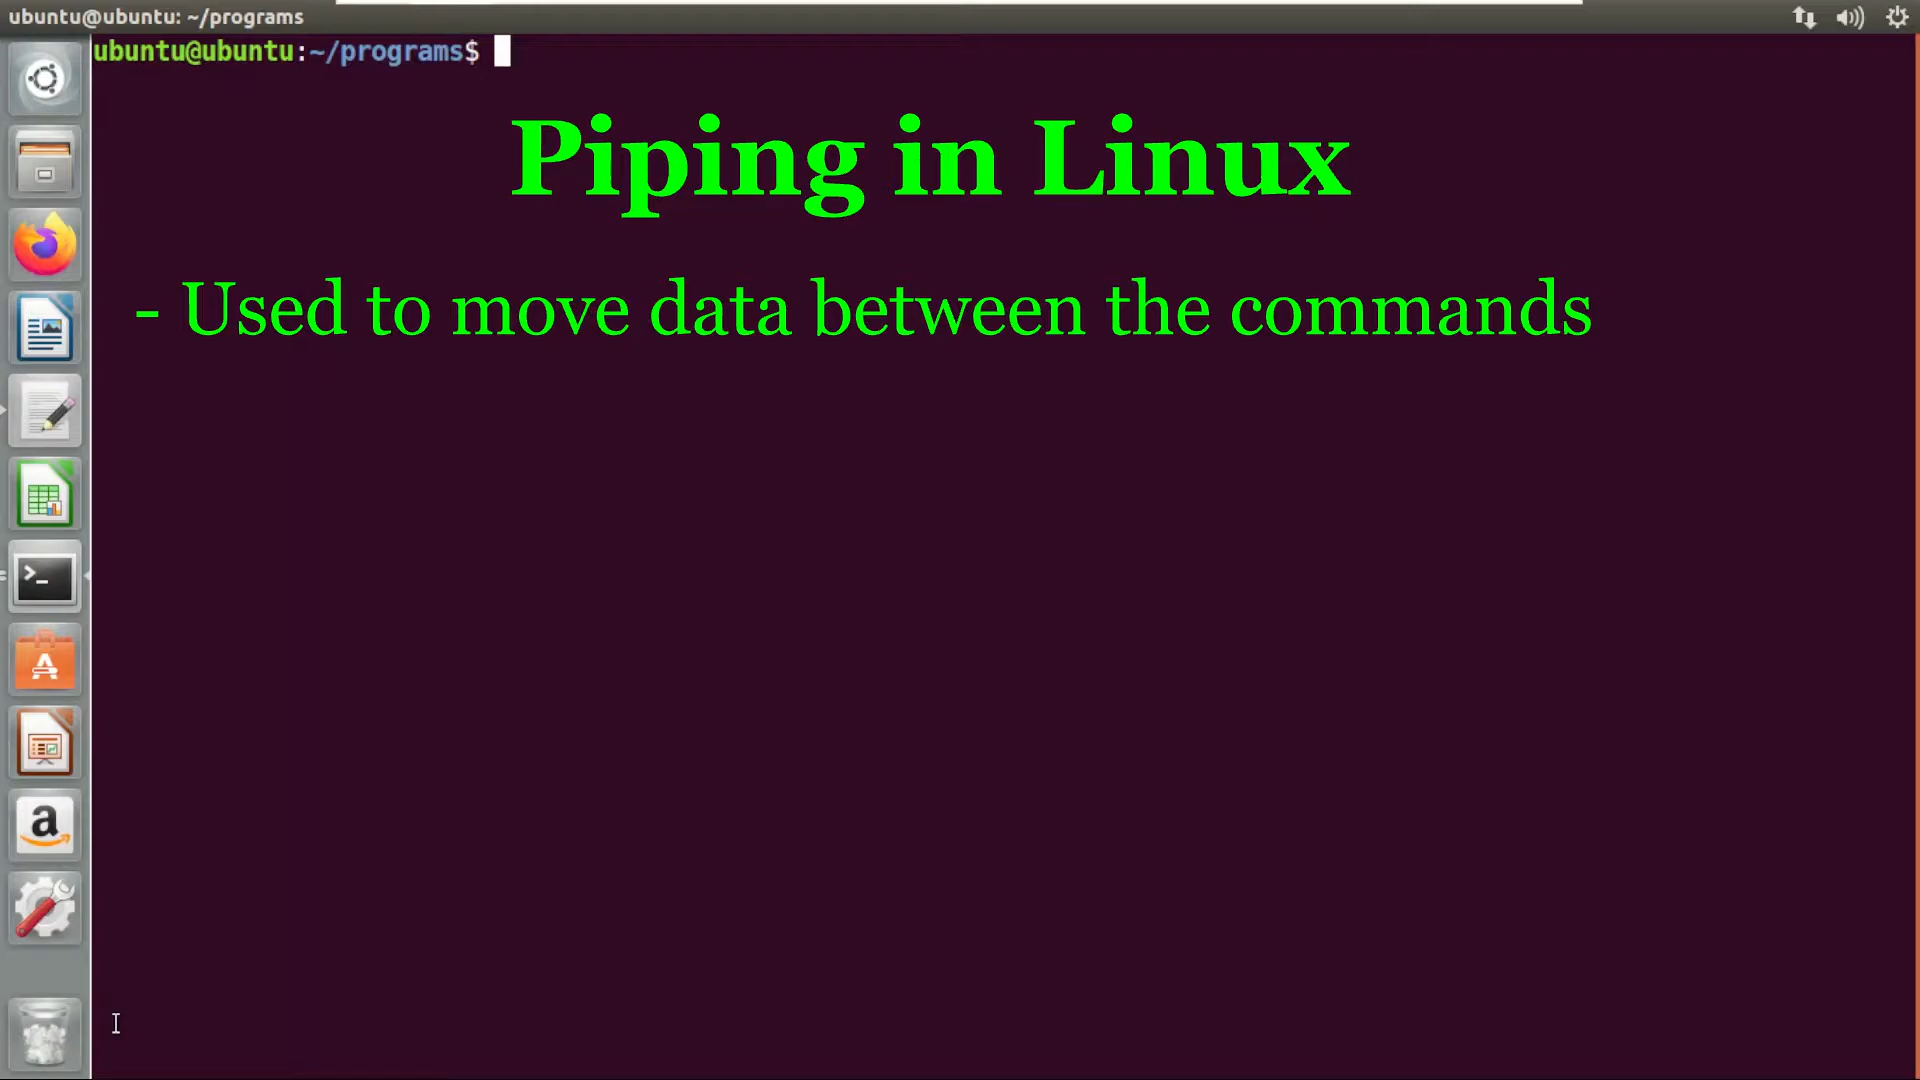 ubuntu@ubuntu: ~/programs
ubuntu@ubuntu:~/programs$
Piping in Linux
- Used to move data between the commands